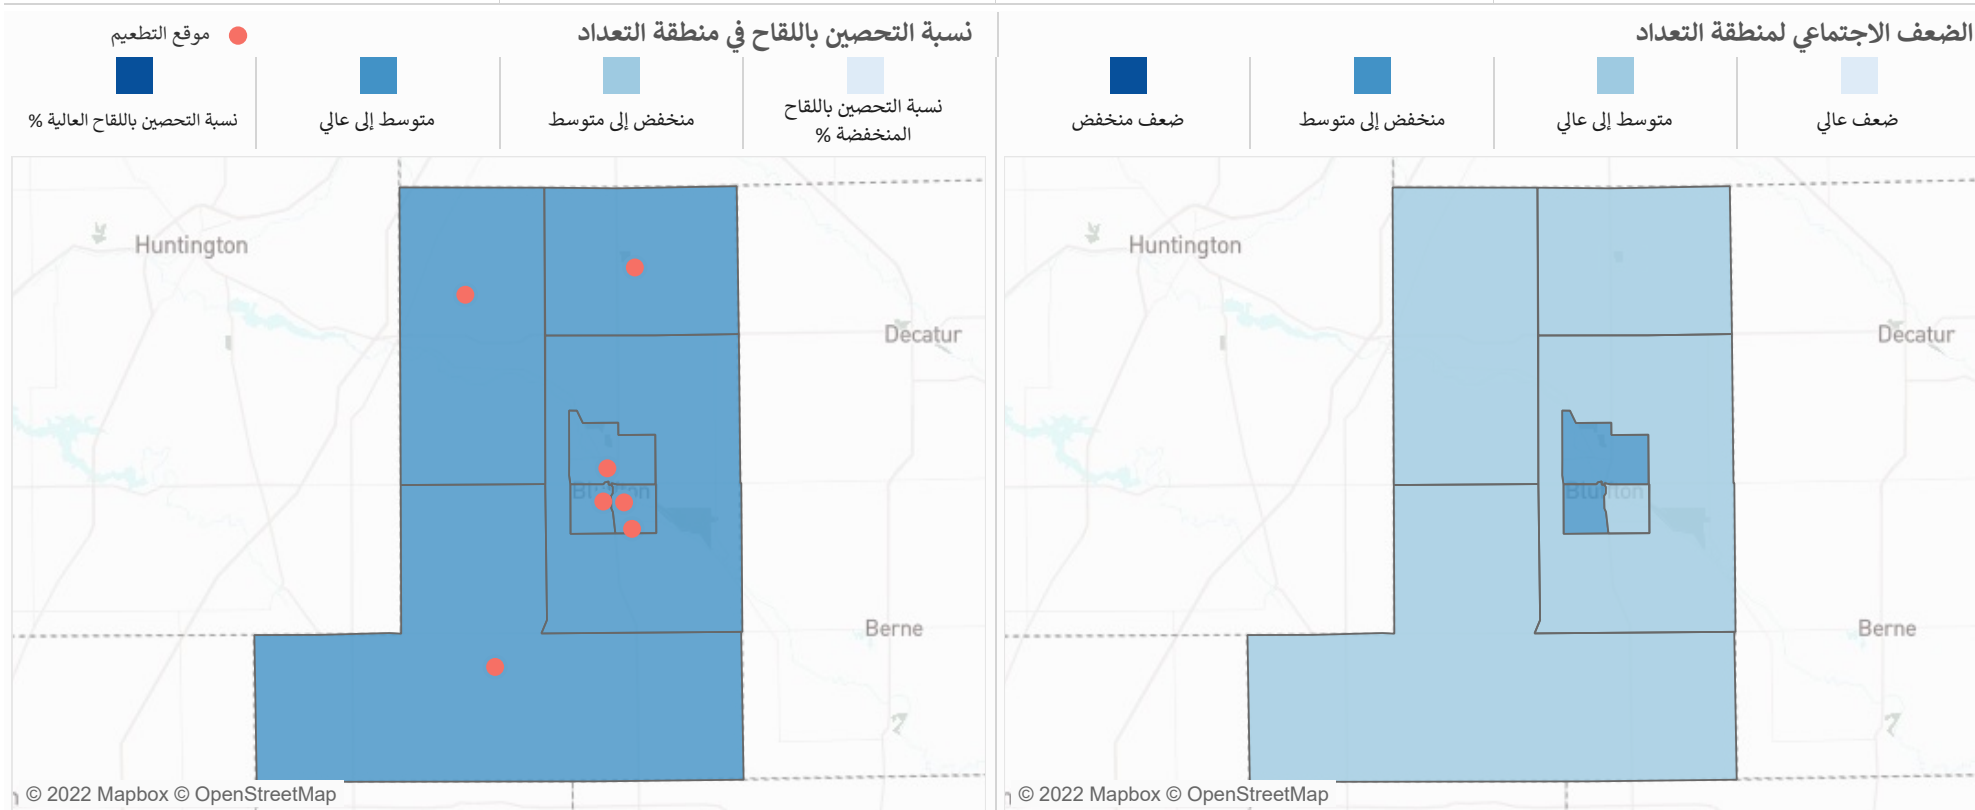 الضعف الاجتماعي لمنطقة التعداد
ضعف عالي
متوسط إلى عالي
منخفض إلى متوسط
ضعف منخفض
Huntington
Decatur
Bluffton
Berne
© 2022 Mapbox © OpenStreetMap
نسبة التحصين باللقاح في منطقة التعداد
موقع التطعيم
نسبة التحصين باللقاح
المنخفضة %
منخفض إلى متوسط
متوسط إلى عالي
نسبة التحصين باللقاح العالية %
Huntington
Decatur
Berne
© 2022 Mapbox © OpenStreetMap